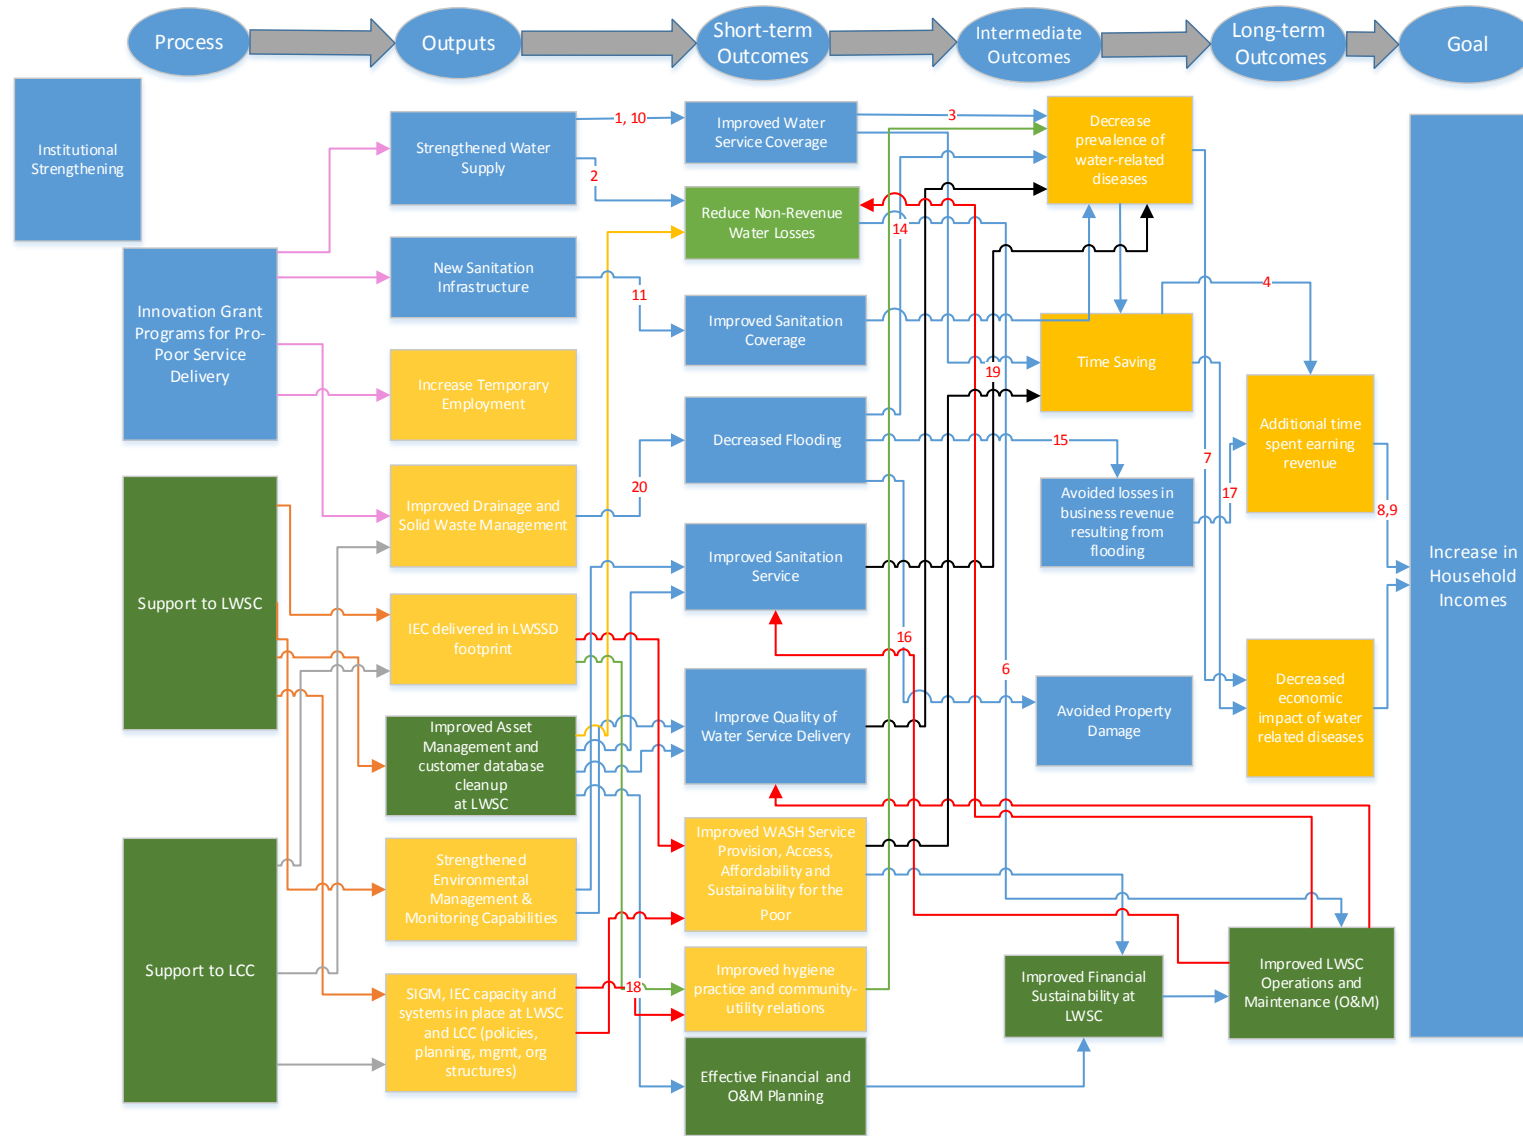 Process
Outputs
Short-term
Outcomes
Intermediate
Outcomes
Long-term
Outcomes
Goal
Institutional
Strengthening
Innovation Grant
Programs for Pro-
Poor Service
Delivery
Support to LWSC
Support to LCC
Strengthened Water
Supply
New Sanitation
Infrastructure
Increase Temporary
Employment
Improved Drainage and
Solid Waste Management
IEC delivered in LWSSD
footprint
Improved Asset
Management and
customer database
cleanup
at LWSC
Strengthened
Environmental
Management &
Monitoring Capabilities
SIGM, IEC capacity and
systems in place at LWSC
and LCC (policies,
planning, mgmt, org
structures)
1, 10
2
11
20
18
Improved Water
Service Coverage
Reduce Non-Revenue
Water Losses
Improved Sanitation
Coverage
Decreased Flooding
Improved Sanitation
Service
Improve Quality of
Water Service Delivery
Improved WASH Service
Provision, Access,
Affordability and
Sustainability for the
Poor
Improved hygiene
practice and community-
utility relations
Effective Financial and
O&M Planning
3
14
19
15
16
6
Decrease
prevalence of
water-related
diseases
Time Saving
Avoided losses in
business revenue
resulting from
flooding
Avoided Property
Damage
Improved Financial
Sustainability at
LWSC
4
7
17
Additional time
spent earning
revenue
Decreased
economic
impact of water
related diseases
Improved LWSC
Operations and
Maintenance (O&M)
8,9
Increase in
Household
Incomes